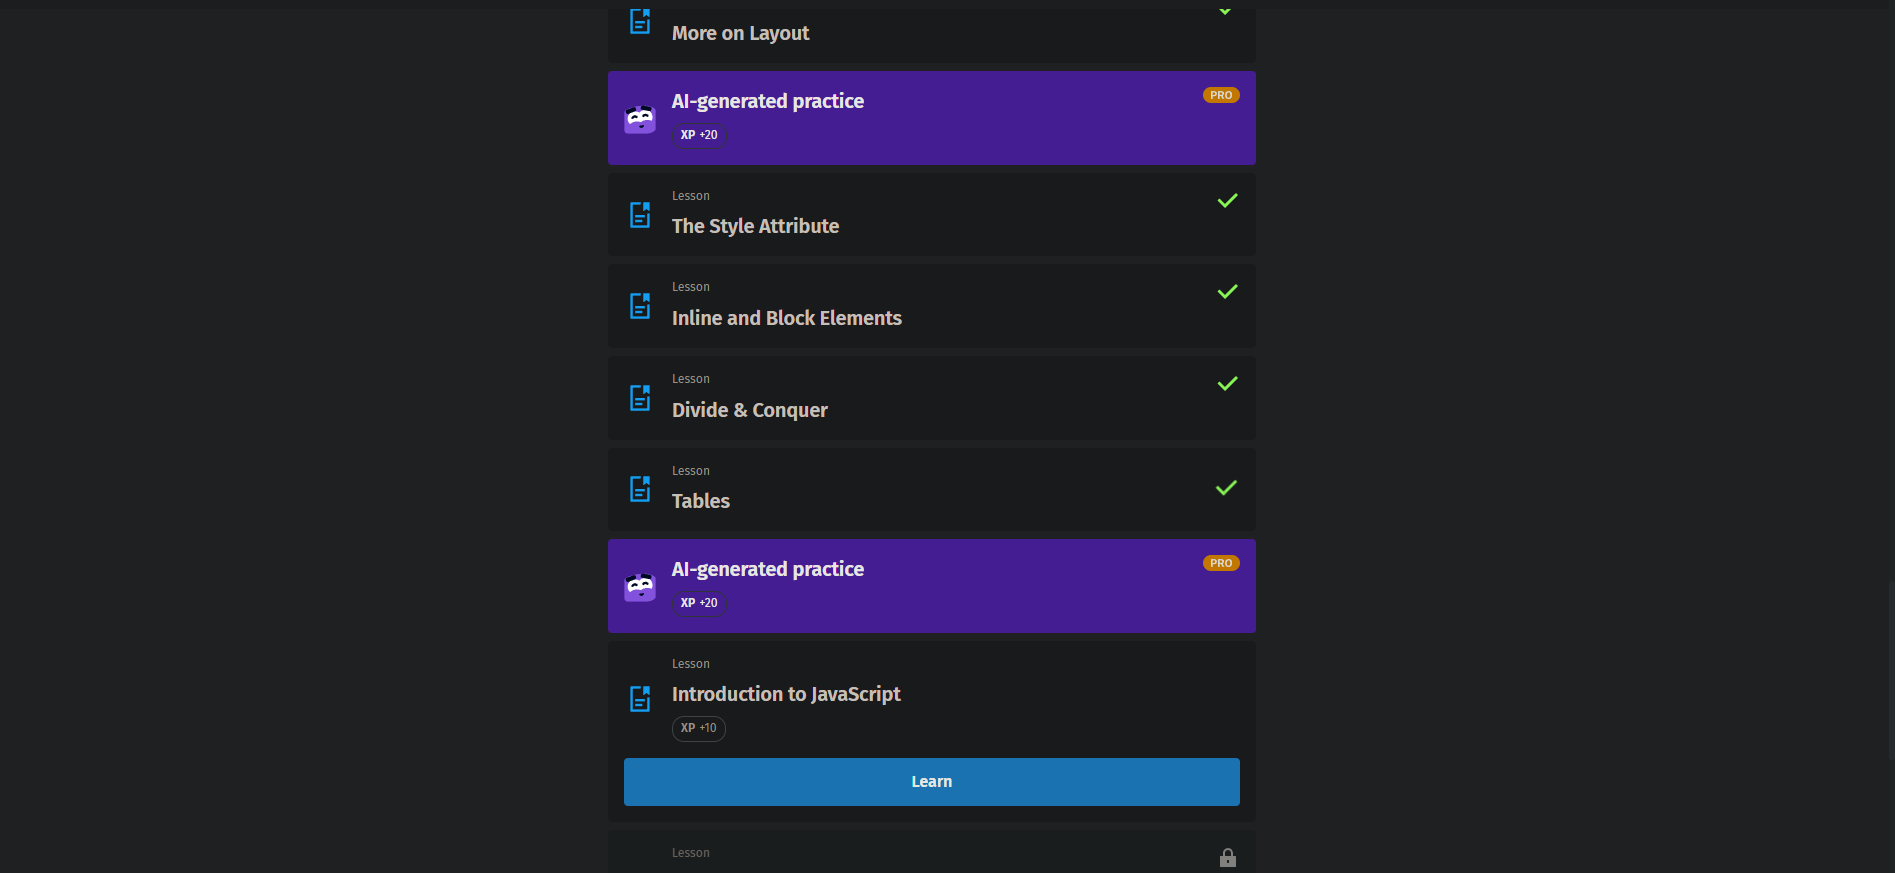 More on Layout
AI-generated practice
PRO
XP +20
Lesson
The Style Attribute
Lesson
Inline and Block Elements
Lesson
Divide & Conquer
Lesson
Tables
AI-generated practice
PRO
XP +20
Lesson
Introduction to JavaScript
XP +10
Learn
Lesson